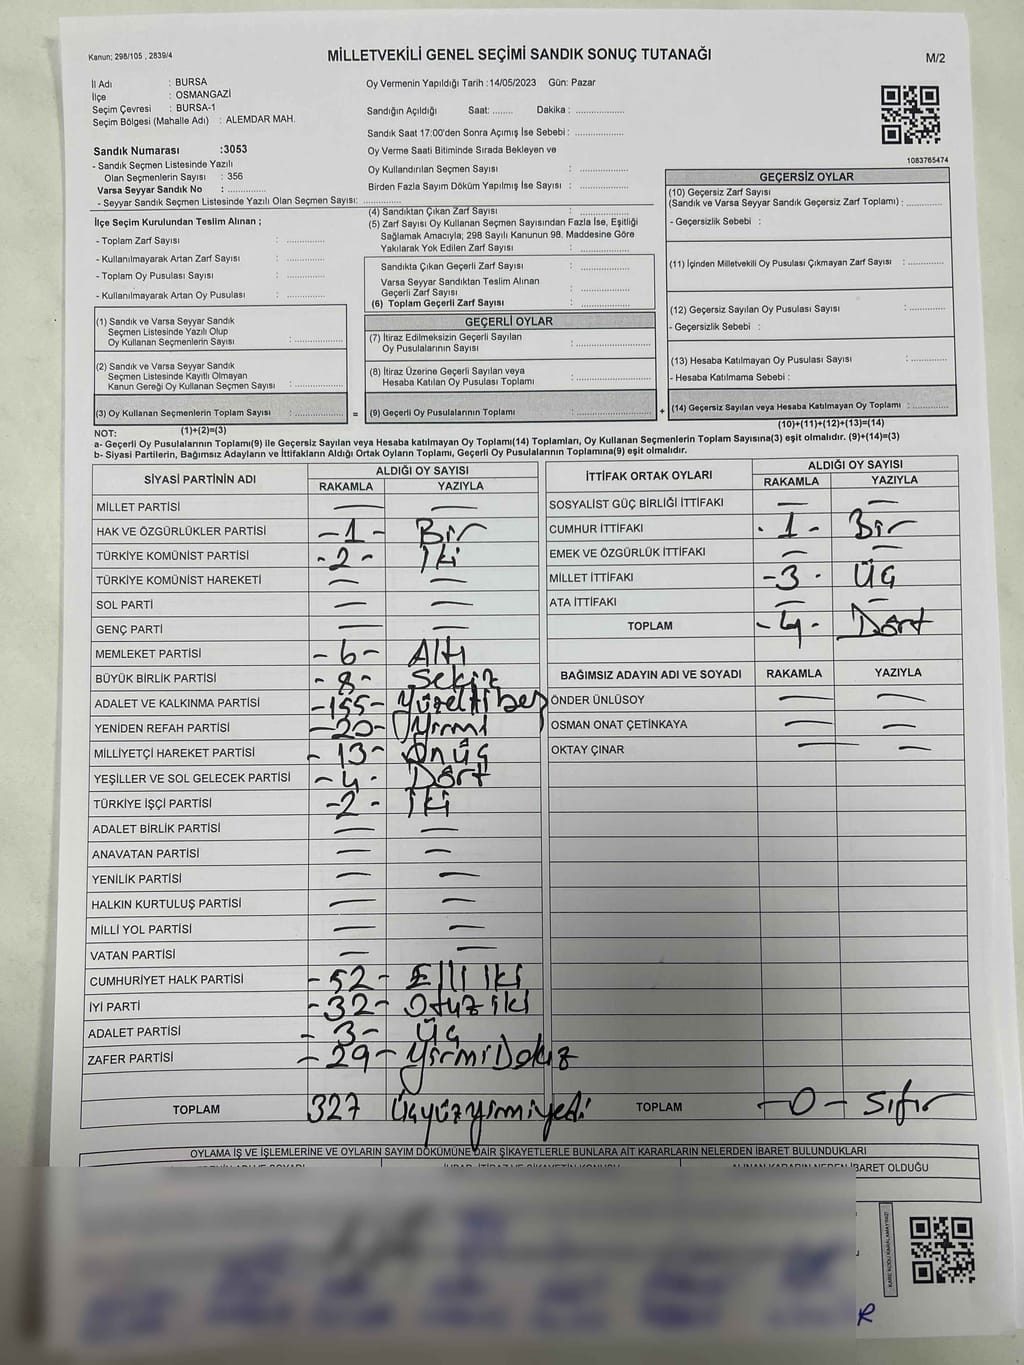 Kanun; 298/105 , 2839/4
MİLLETVEKİLİ GENEL SEÇİMİ SANDIK SONUÇ TUTANAĞI
M/2
İl Adı : BURSA
İlçe : OSMANGAZİ
Seçim Çevresi : BURSA-1
Seçim Bölgesi (Mahalle Adı) : ALEMDAR MAH.
Oy Vermenin Yapıldığı Tarih :14/05/2023 Gün: Pazar
Sandığın Açıldığı Saat: ....... Dakika : ................
Sandık Saat 17:00'den Sonra Açımış İse Sebebi : ................
1083765474
Sandık Numarası :3053
- Sandık Seçmen Listesinde Yazılı
Olan Seçmenlerin Sayısı : 356
Varsa Seyyar Sandık No : .............
- Seyyar Sandık Seçmen Listesinde Yazılı Olan Seçmen Sayısı: .............
Oy Verme Saati Bitiminde Sırada Bekleyen ve
Oy Kullandırılan Seçmen Sayısı : ................
Birden Fazla Sayım Döküm Yapılmış İse Sayısı : ................
İlçe Seçim Kurulundan Teslim Alınan ;
- Toplam Zarf Sayısı : .............
- Kullanılmayarak Artan Zarf Sayısı : .............
- Toplam Oy Pusulası Sayısı : .............
- Kullanılmayarak Artan Oy Pusulası : .............
(4) Sandıktan Çıkan Zarf Sayısı : ................
(5) Zarf Sayısı Oy Kullanan Seçmen Sayısından Fazla İse, Eşitliği
Sağlamak Amacıyla; 298 Sayılı Kanunun 98. Maddesine Göre
Yakılarak Yok Edilen Zarf Sayısı : ................
Sandıkta Çıkan Geçerli Zarf Sayısı : ................
Varsa Seyyar Sandıktan Teslim Alınan
Geçerli Zarf Sayısı : ................
(6) Toplam Geçerli Zarf Sayısı : ................
GEÇERSİZ OYLAR
(10) Geçersiz Zarf Sayısı
(Sandık ve Varsa Seyyar Sandık Geçersiz Zarf Toplamı) : .............
- Geçersizlik Sebebi :
(11) İçinden Milletvekili Oy Pusulası Çıkmayan Zarf Sayısı : .............
(12) Geçersiz Sayılan Oy Pusulası Sayısı : .............
- Geçersizlik Sebebi :
(13) Hesaba Katılmayan Oy Pusulası Sayısı : .............
- Hesaba Katılmama Sebebi :
(14) Geçersiz Sayılan veya Hesaba Katılmayan Oy Toplamı : .............
(10)+(11)+(12)+(13)=(14)
(1) Sandık ve Varsa Seyyar Sandık
Seçmen Listesinde Yazılı Olup
Oy Kullanan Seçmenlerin Sayısı : .............
(2) Sandık ve Varsa Seyyar Sandık
Seçmen Listesinde Kayıtlı Olmayan
Kanun Gereği Oy Kullanan Seçmen Sayısı : .............
(3) Oy Kullanan Seçmenlerin Toplam Sayısı : .............
(1)+(2)=(3)
=
GEÇERLİ OYLAR
(7) İtiraz Edilmeksizin Geçerli Sayılan
Oy Pusulalarının Sayısı : ................
(8) İtiraz Üzerine Geçerli Sayılan veya
Hesaba Katılan Oy Pusulası Toplamı : ................
(9) Geçerli Oy Pusulalarının Toplamı : ................
+
NOT:
a- Geçerli Oy Pusulalarının Toplamı(9) ile Geçersiz Sayılan veya Hesaba katılmayan Oy Toplamı(14) Toplamları, Oy Kullanan Seçmenlerin Toplam Sayısına(3) eşit olmalıdır. (9)+(14)=(3)
b- Siyasi Partilerin, Bağımsız Adayların ve İttifakların Aldığı Ortak Oyların Toplamı, Geçerli Oy Pusulalarının Toplamına(9) eşit olmalıdır.
SİYASİ PARTİNİN ADI
ALDIĞI OY SAYISI
RAKAMLA YAZIYLA
MİLLET PARTİSİ — —
HAK VE ÖZGÜRLÜKLER PARTİSİ -1- Bir
TÜRKİYE KOMÜNİST PARTİSİ -2- İki
TÜRKİYE KOMÜNİST HAREKETİ — —
SOL PARTİ — —
GENÇ PARTİ — —
MEMLEKET PARTİSİ -6- Altı
BÜYÜK BİRLİK PARTİSİ -8- Sekiz
ADALET VE KALKINMA PARTİSİ -155- Yüzellibeş
YENİDEN REFAH PARTİSİ -20- Yirmi
MİLLİYETÇİ HAREKET PARTİSİ -13- Onüç
YEŞİLLER VE SOL GELECEK PARTİSİ -4- Dört
TÜRKİYE İŞÇİ PARTİSİ -2- İki
ADALET BİRLİK PARTİSİ — —
ANAVATAN PARTİSİ — —
YENİLİK PARTİSİ — —
HALKIN KURTULUŞ PARTİSİ — —
MİLLİ YOL PARTİSİ — —
VATAN PARTİSİ — —
CUMHURİYET HALK PARTİSİ -52- Elli iki
İYİ PARTİ -32- Otuz iki
ADALET PARTİSİ -3- Üç
ZAFER PARTİSİ -29- Yirmi Dokuz
TOPLAM 327 Üçyüzyirmiyedi
İTTİFAK ORTAK OYLARI
ALDIĞI OY SAYISI
RAKAMLA YAZIYLA
SOSYALİST GÜÇ BİRLİĞİ İTTİFAKI — —
CUMHUR İTTİFAKI -1- Bir
EMEK VE ÖZGÜRLÜK İTTİFAKI — —
MİLLET İTTİFAKI -3- Üç
ATA İTTİFAKI — —
TOPLAM -4- Dört
BAĞIMSIZ ADAYIN ADI VE SOYADI RAKAMLA YAZIYLA
ÖNDER ÜNLÜSOY — —
OSMAN ONAT ÇETİNKAYA — —
OKTAY ÇINAR — —
TOPLAM -0- Sıfır
OYLAMA İŞ VE İŞLEMLERİNE VE OYLARIN SAYIM DÖKÜMÜNE DAİR ŞİKAYETLERLE BUNLARA AİT KARARLARIN NELERDEN İBARET BULUNDUKLARI
ALINAN KARARIN NEDEN İBARET OLDUĞU
KARE KODU KARALAMAYINIZ!
R